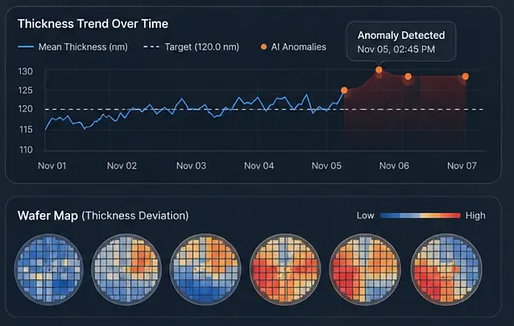 Thickness Trend Over Time
Mean Thickness (nm) Target (120.0 nm) AI Anomalies
Anomaly Detected
Nov 05, 02:45 PM
130
125
120
115
110
Nov 01 Nov 02 Nov 03 Nov 04 Nov 05 Nov 06 Nov 07
Wafer Map (Thickness Deviation) Low High